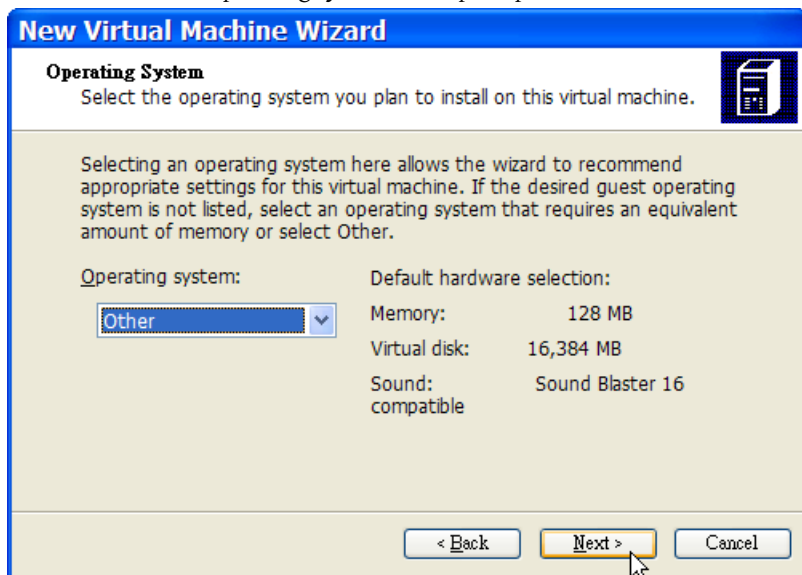 New Virtual Machine Wizard
Operating System
Select the operating system you plan to install on this virtual machine.
Selecting an operating system here allows the wizard to recommend
appropriate settings for this virtual machine. If the desired guest operating
system is not listed, select an operating system that requires an equivalent
amount of memory or select Other.
Operating system: Default hardware selection:
Other Memory: 128 MB
Virtual disk: 16,384 MB
Sound: Sound Blaster 16
compatible
< Back Next > Cancel